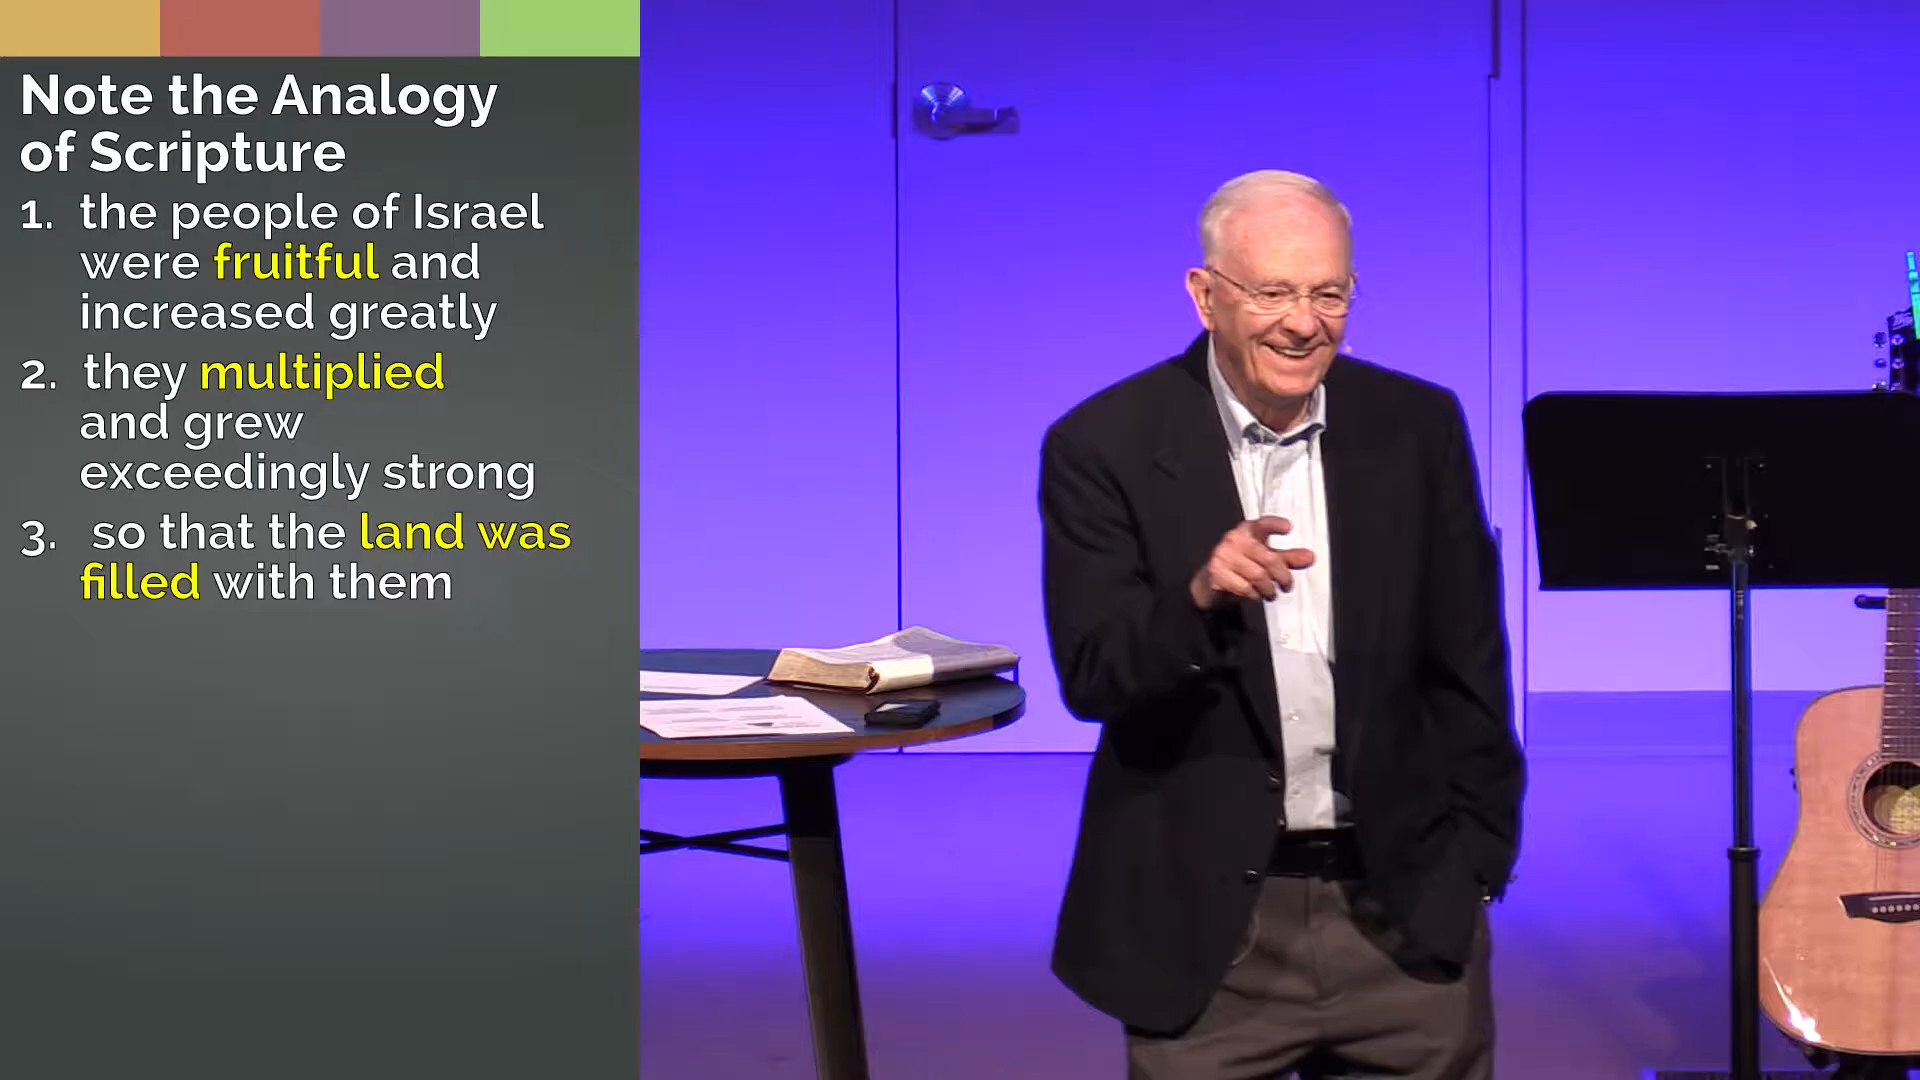 Note the Analogy
of Scripture
1. the people of Israel
were fruitful and
increased greatly
2. they multiplied
and grew
exceedingly strong
3. so that the land was
filled with them